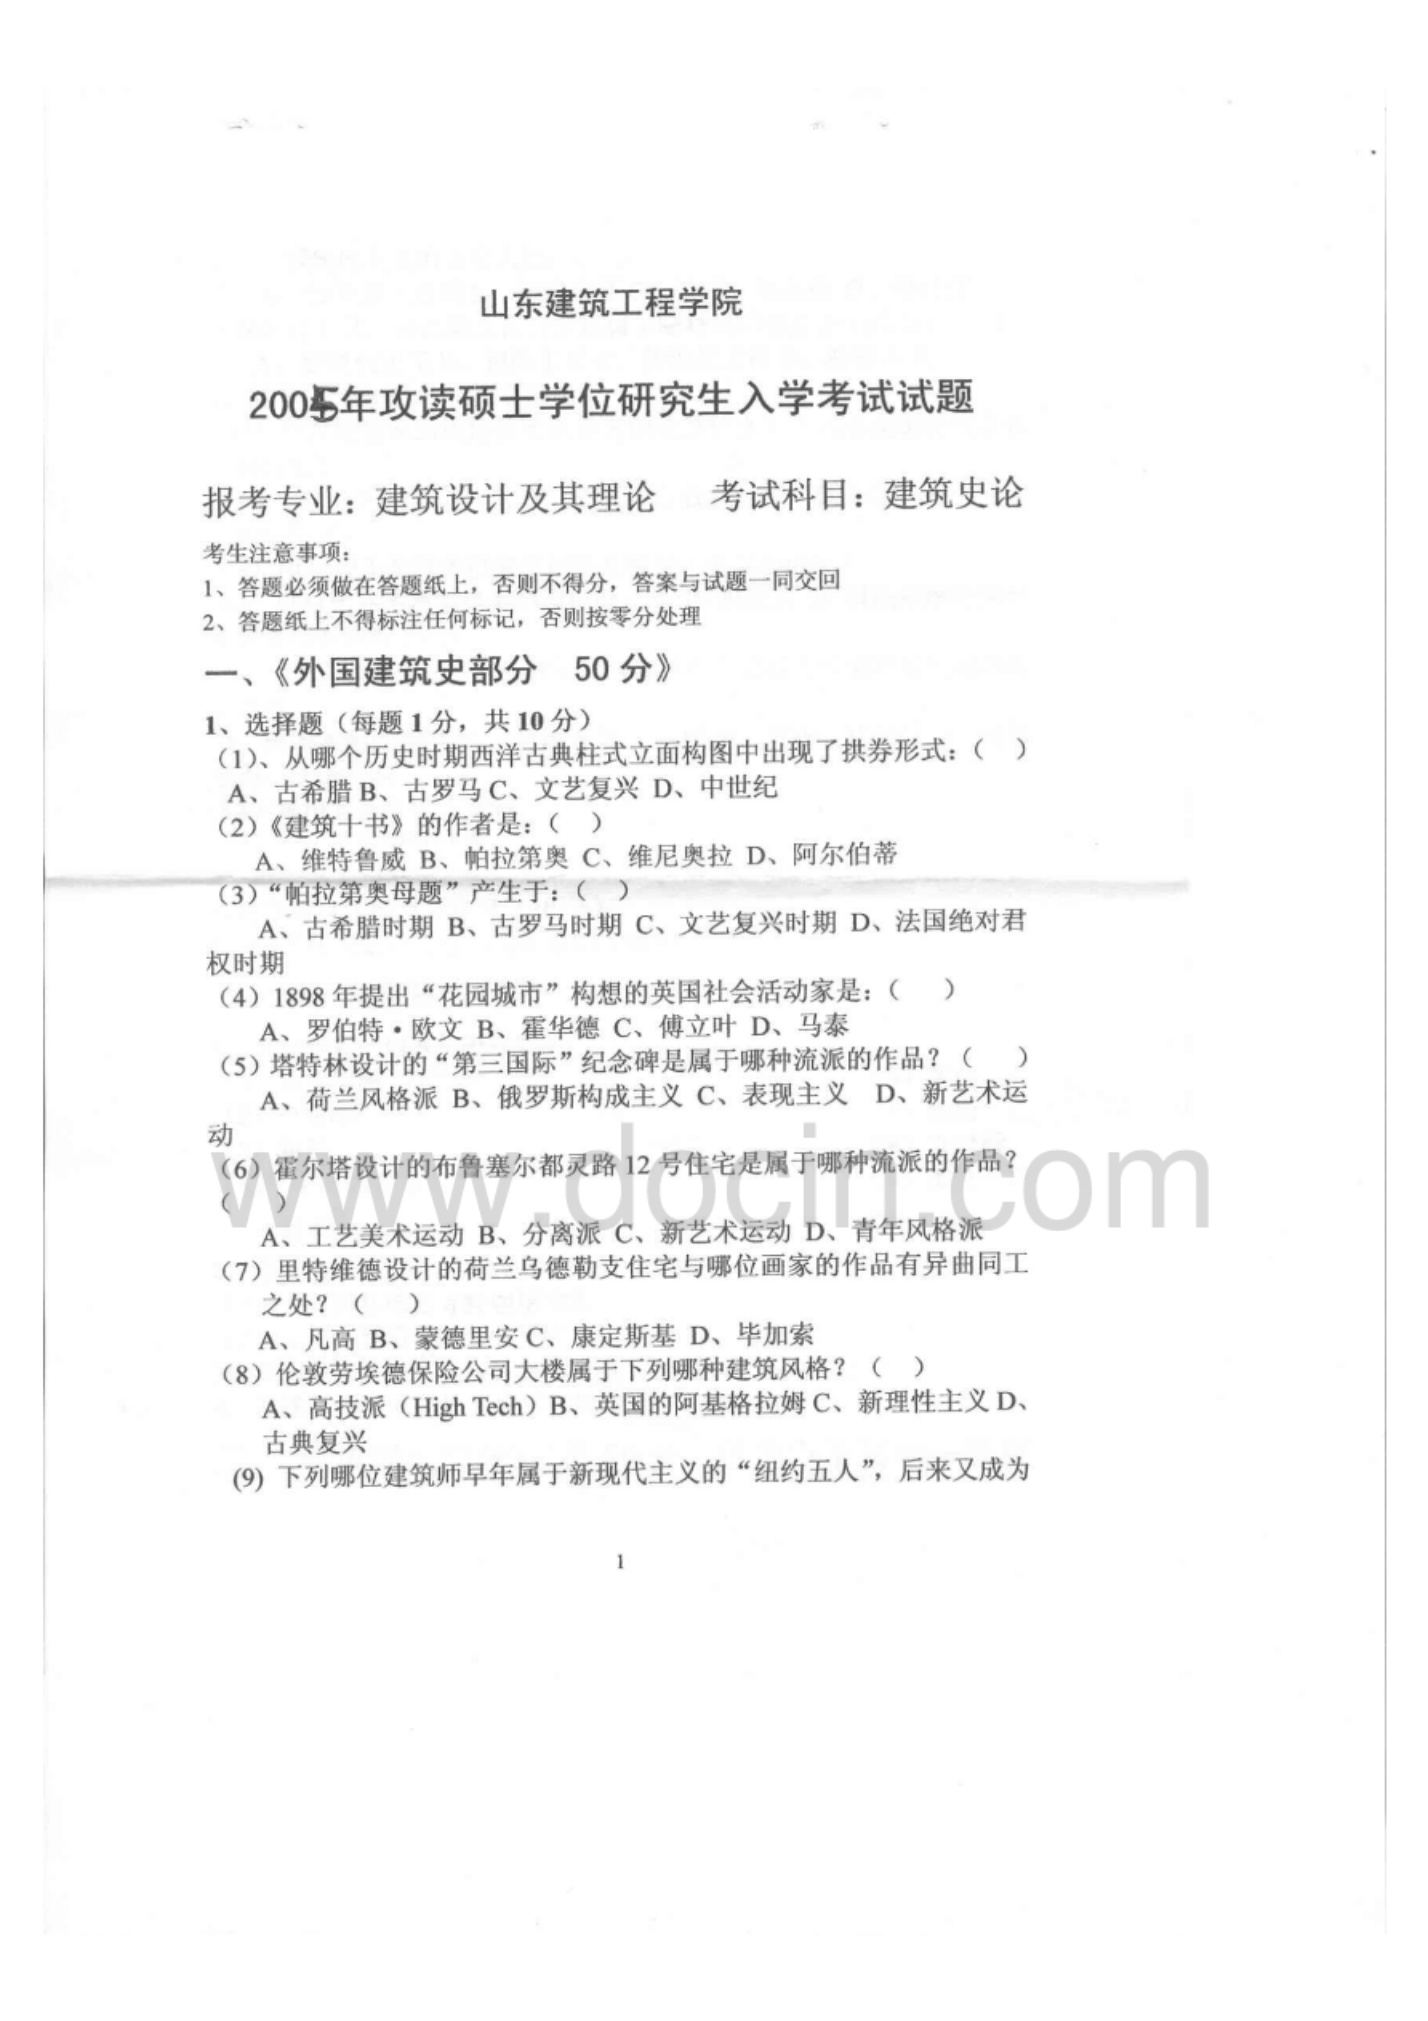 山东建筑工程学院
2005年攻读硕士学位研究生入学考试试题
报考专业：建筑设计及其理论 考试科目：建筑史论
考生注意事项：
1、答题必须做在答题纸上，否则不得分，答案与试题一同交回
2、答题纸上不得标注任何标记，否则按零分处理
一、《外国建筑史部分 50 分》
1、选择题（每题 1 分，共 10 分）
（1）、从哪个历史时期西洋古典柱式立面构图中出现了拱券形式：（ ）
A、古希腊 B、古罗马 C、文艺复兴 D、中世纪
（2）《建筑十书》的作者是：（ ）
A、维特鲁威 B、帕拉第奥 C、维尼奥拉 D、阿尔伯蒂
（3）“帕拉第奥母题”产生于：（ ）
A、古希腊时期 B、古罗马时期 C、文艺复兴时期 D、法国绝对君
权时期
（4）1898 年提出“花园城市”构想的英国社会活动家是：（ ）
A、罗伯特·欧文 B、霍华德 C、傅立叶 D、马泰
（5）塔特林设计的“第三国际”纪念碑是属于哪种流派的作品？（ ）
A、荷兰风格派 B、俄罗斯构成主义 C、表现主义 D、新艺术运
动
（6）霍尔塔设计的布鲁塞尔都灵路 12 号住宅是属于哪种流派的作品？
（ ）
www.docin.com
A、工艺美术运动 B、分离派 C、新艺术运动 D、青年风格派
（7）里特维德设计的荷兰乌德勒支住宅与哪位画家的作品有异曲同工
之处？（ ）
A、凡高 B、蒙德里安 C、康定斯基 D、毕加索
（8）伦敦劳埃德保险公司大楼属于下列哪种建筑风格？（ ）
A、高技派（High Tech）B、英国的阿基格拉姆 C、新理性主义 D、
古典复兴
(9) 下列哪位建筑师早年属于新现代主义的“纽约五人”，后来又成为
1